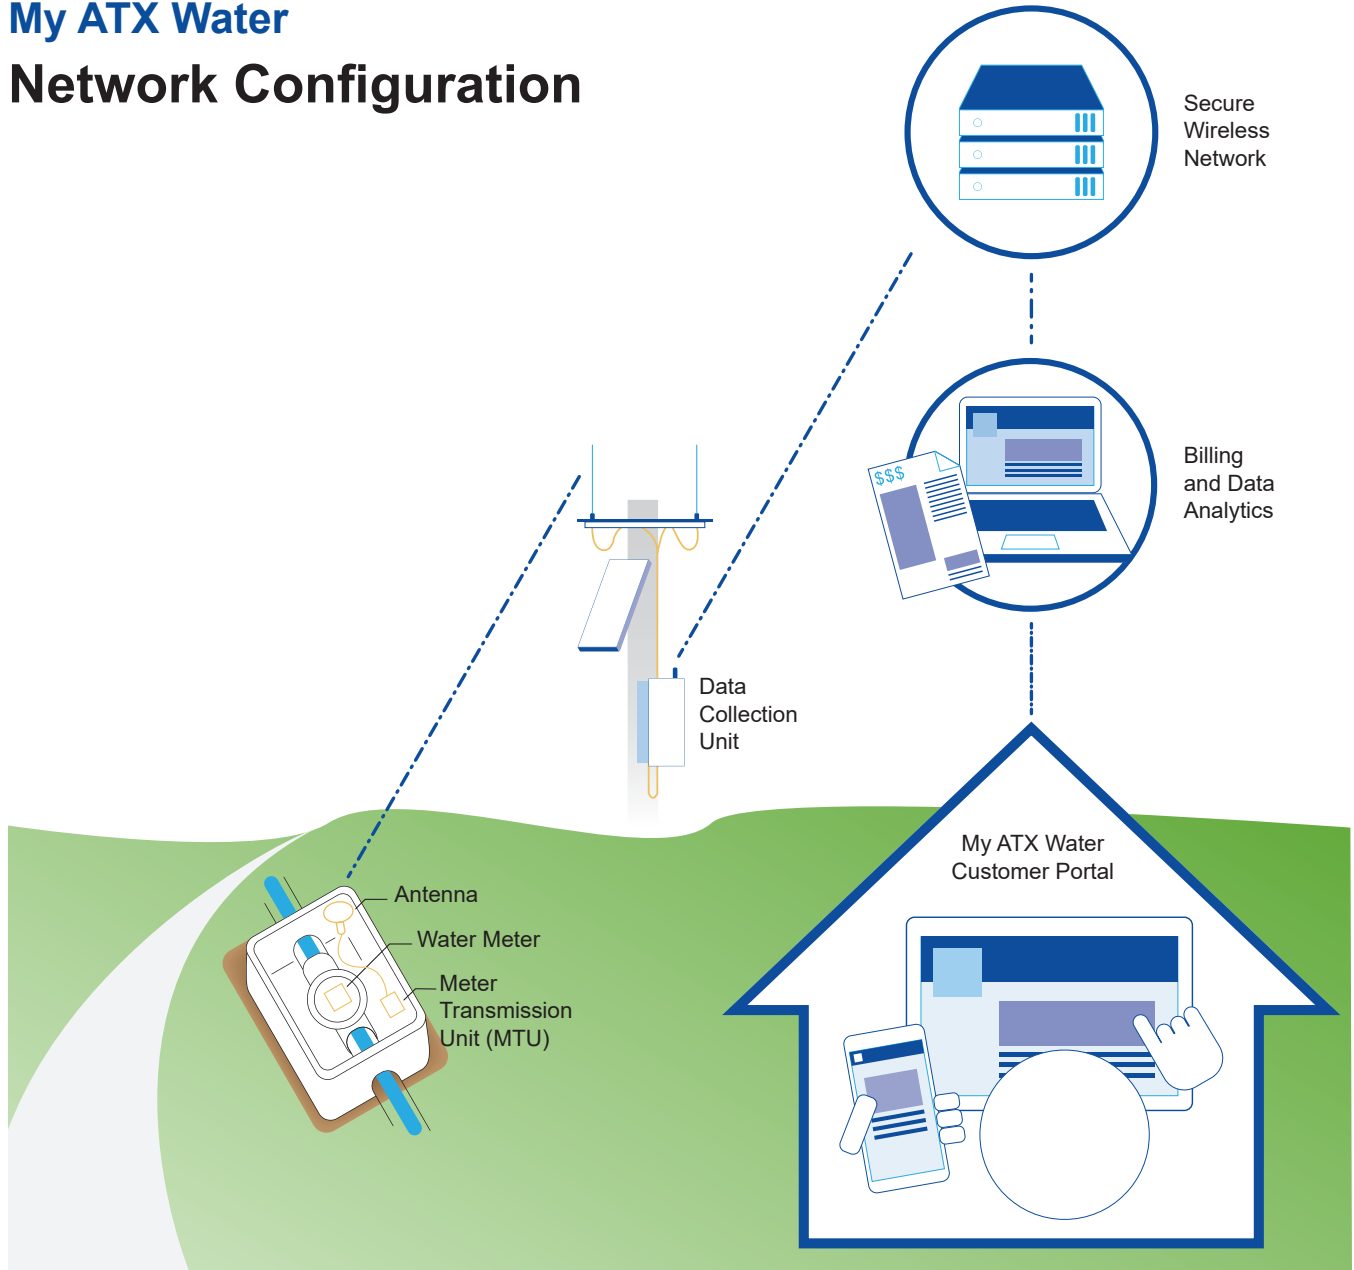 My ATX Water
Network Configuration
Secure
Wireless
Network
Billing
and Data
Analytics
$$$
Data
Collection
Unit
My ATX Water
Customer Portal
Antenna
Water Meter
Meter
Transmission
Unit (MTU)